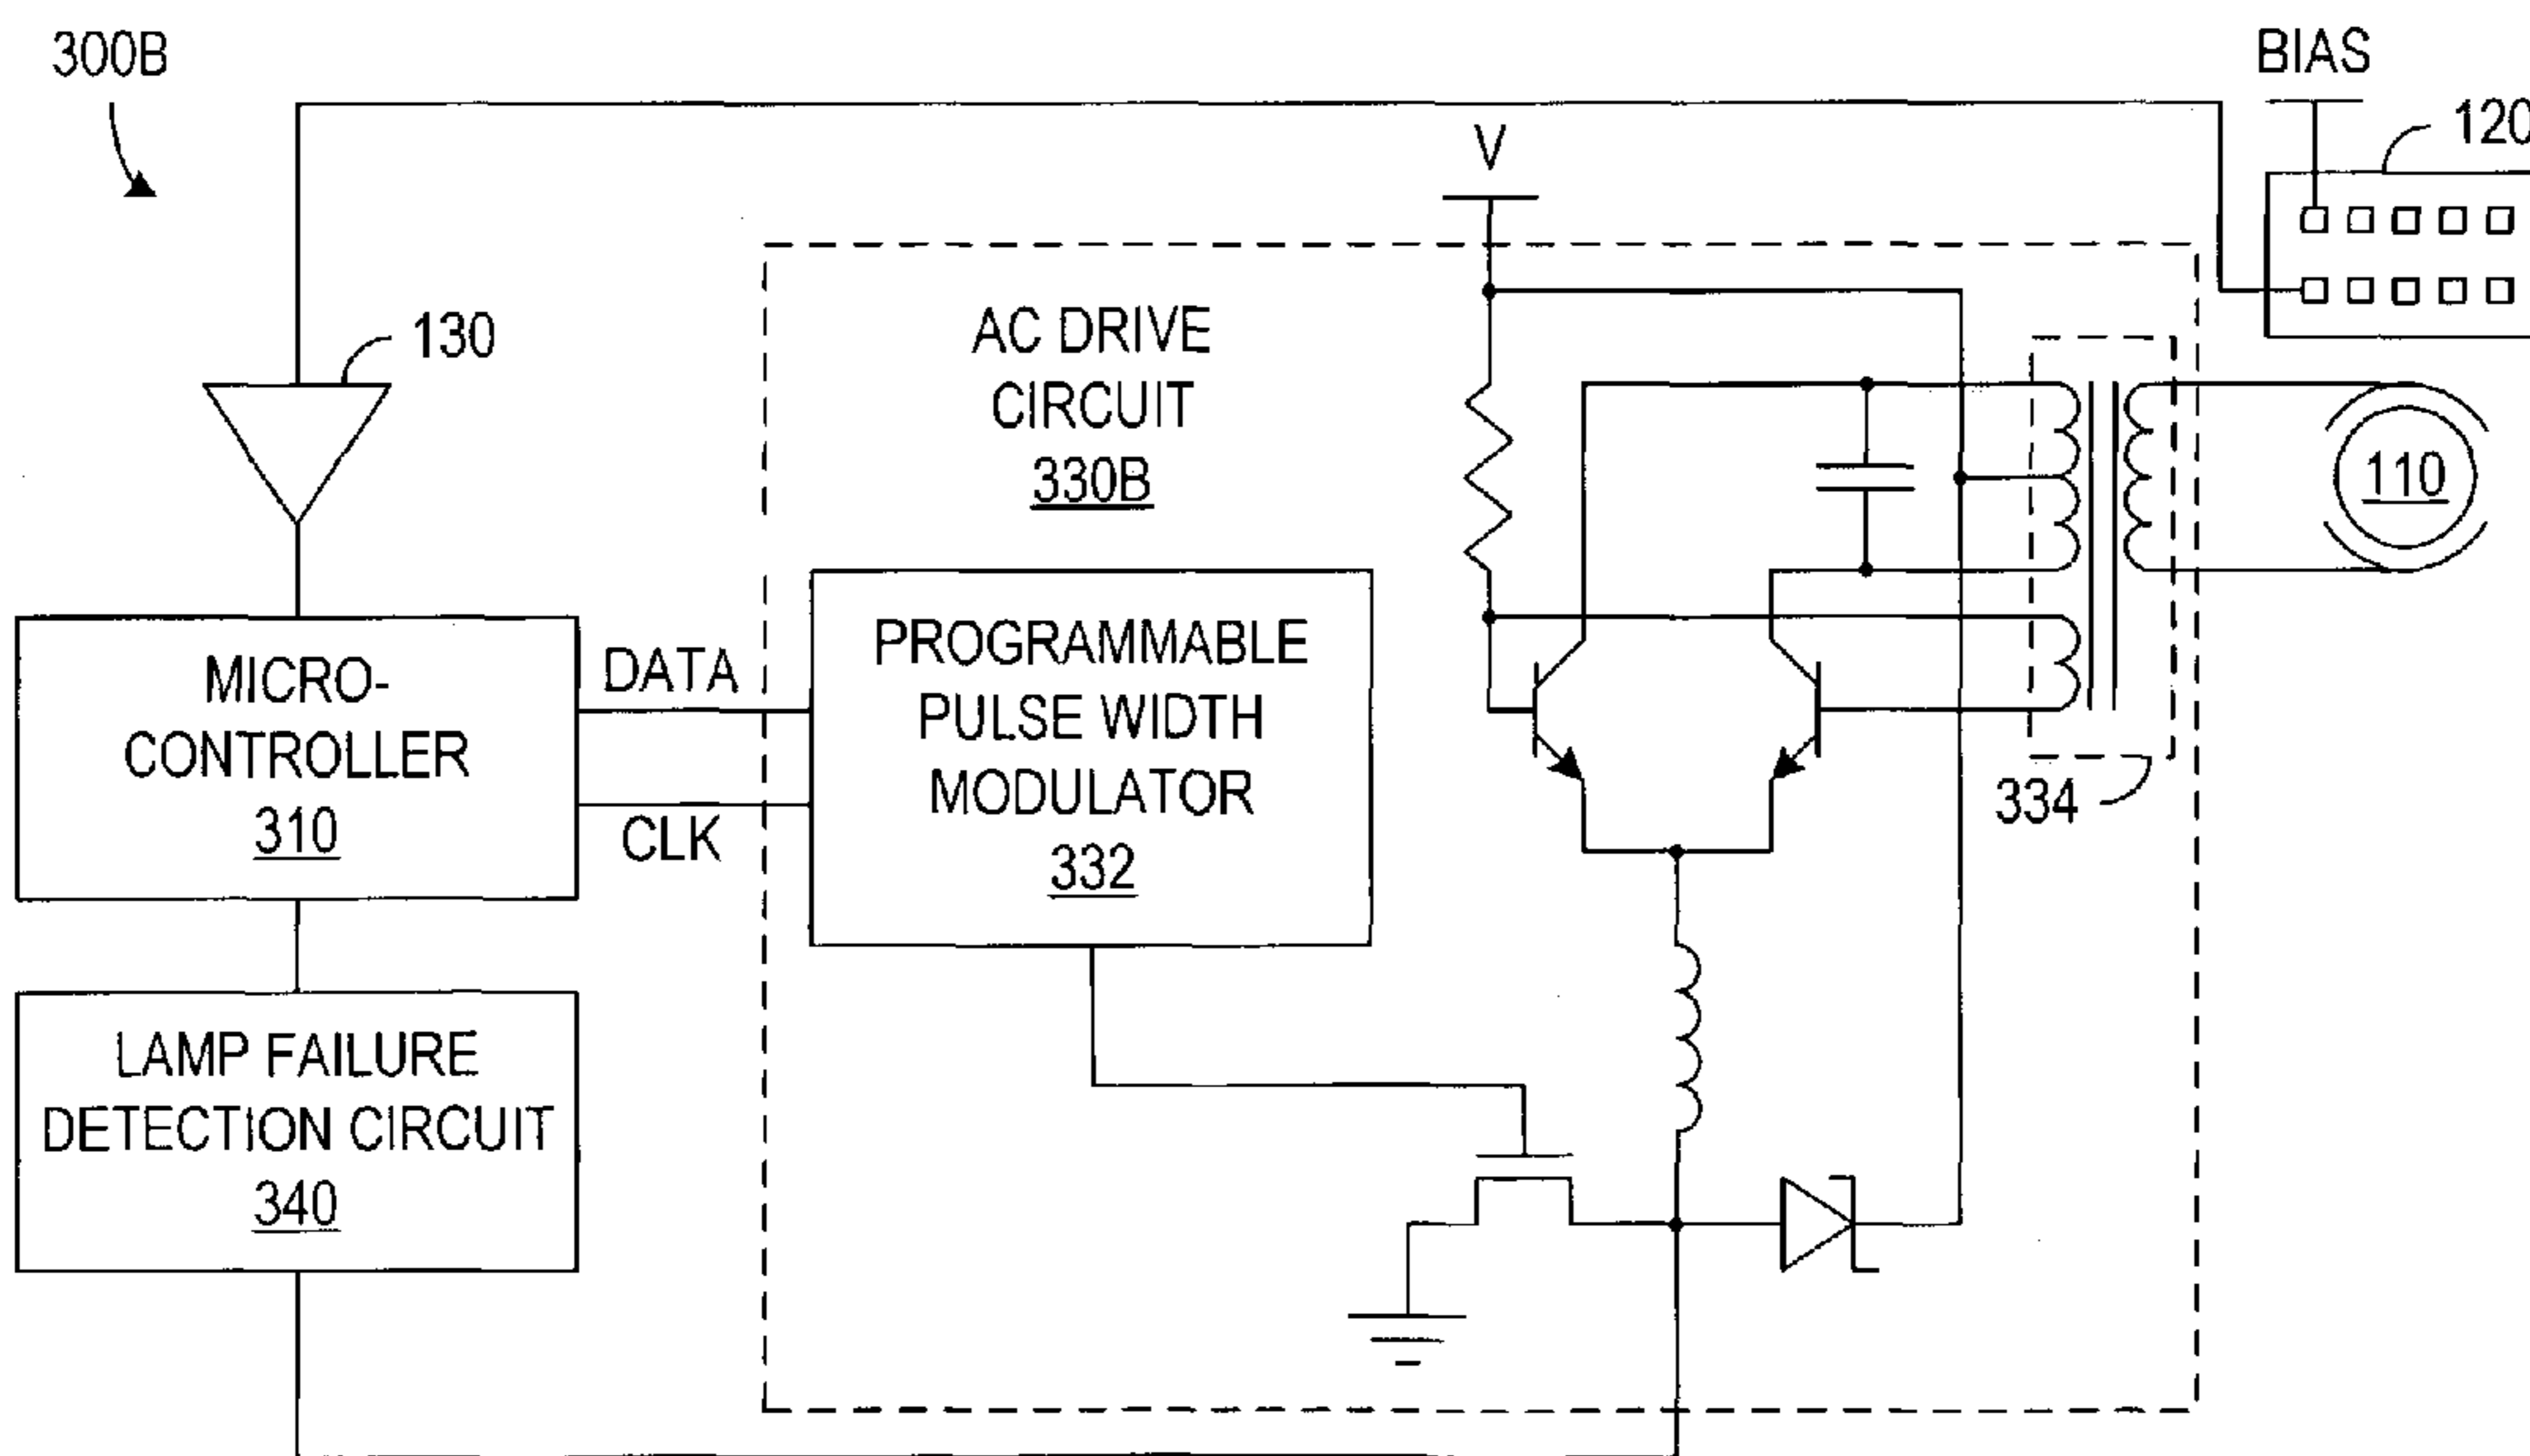 300B
BIAS
120
V
130
AC DRIVE
CIRCUIT
330B
110
MICRO-
CONTROLLER
310
DATA
CLK
PROGRAMMABLE
PULSE WIDTH
MODULATOR
332
334
LAMP FAILURE
DETECTION CIRCUIT
340